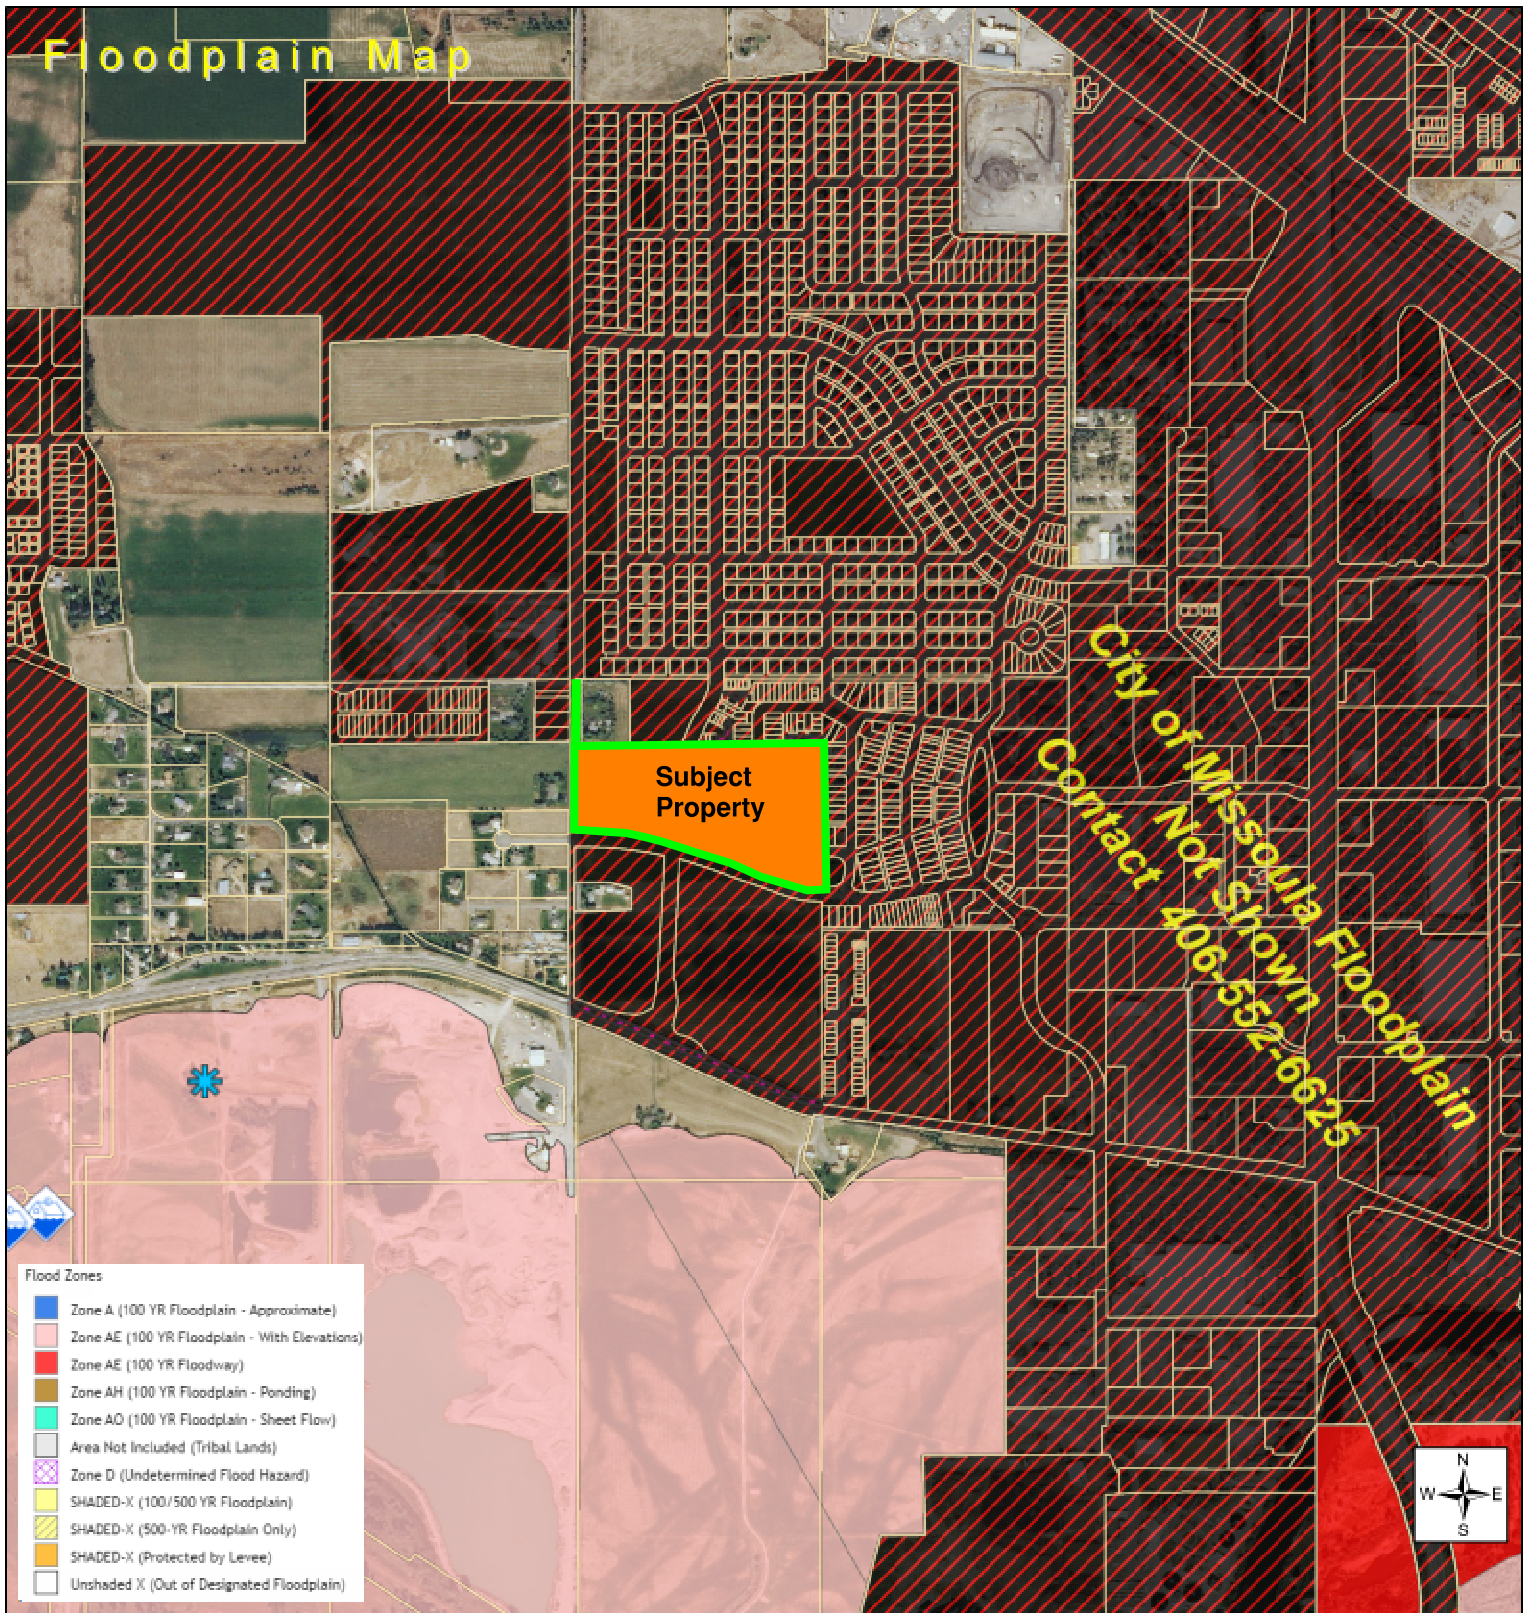 Floodplain Map
Subject
Property
City of Missoula Floodplain
Not Shown
Contact 406-552-6625
Flood Zones
Zone A (100 YR Floodplain - Approximate)
Zone AE (100 YR Floodplain - With Elevations)
Zone AE (100 YR Floodway)
Zone AH (100 YR Floodplain - Ponding)
Zone AO (100 YR Floodplain - Sheet Flow)
Area Not Included (Tribal Lands)
Zone D (Undetermined Flood Hazard)
SHADED-X (100/500 YR Floodplain)
SHADED-X (500-YR Floodplain Only)
SHADED-X (Protected by Levee)
Unshaded X (Out of Designated Floodplain)
N
W E
S